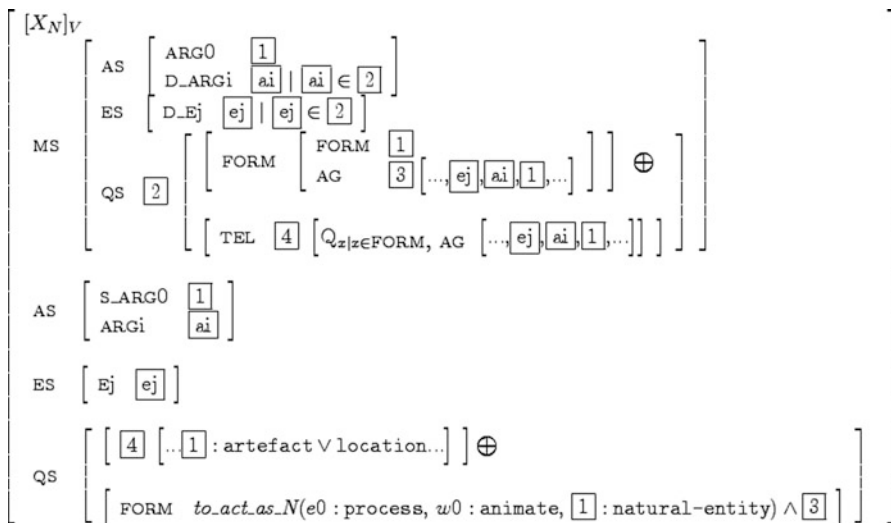 [X_N]_V
AS [ ARG0 1
D_ARGi ai | ai ∈ 2 ]
ES [ D_Ej ej | ej ∈ 2 ]
MS
FORM [ FORM 1
AG 3 [...,ej,ai,1,...] ] ⊕
QS 2
[ TEL 4 [Q_z|z∈FORM, AG [...,ej,ai,1,...]] ]
AS [ S_ARG0 1
ARGi ai ]
ES [ Ej ej ]
[ 4 [...1 : artefact ∨ location...] ] ⊕
QS
[ FORM to_act_as_N(e0 : process, w0 : animate, 1 : natural-entity) ∧ 3 ]